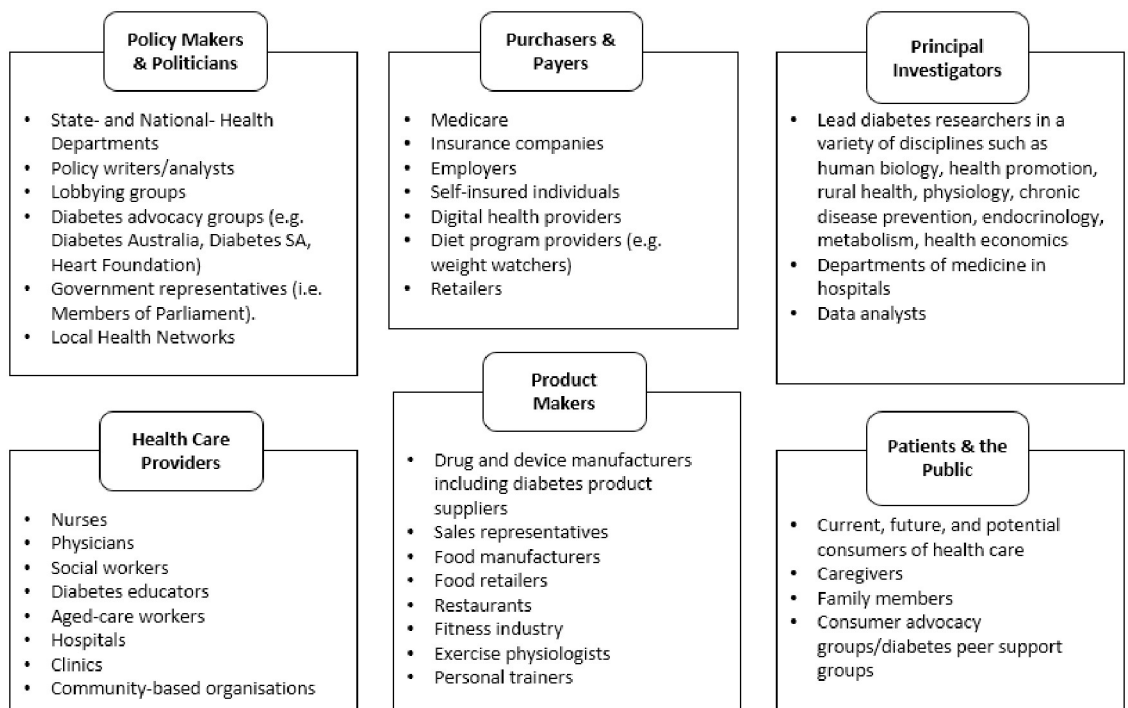 Policy Makers
& Politicians
• State- and National- Health
Departments
• Policy writers/analysts
• Lobbying groups
• Diabetes advocacy groups (e.g.
Diabetes Australia, Diabetes SA,
Heart Foundation)
• Government representatives (i.e.
Members of Parliament).
• Local Health Networks
Purchasers &
Payers
• Medicare
• Insurance companies
• Employers
• Self-insured individuals
• Digital health providers
• Diet program providers (e.g.
weight watchers)
• Retailers
Principal
Investigators
• Lead diabetes researchers in a
variety of disciplines such as
human biology, health promotion,
rural health, physiology, chronic
disease prevention, endocrinology,
metabolism, health economics
• Departments of medicine in
hospitals
• Data analysts
Health Care
Providers
• Nurses
• Physicians
• Social workers
• Diabetes educators
• Aged-care workers
• Hospitals
• Clinics
• Community-based organisations
Product
Makers
• Drug and device manufacturers
including diabetes product
suppliers
• Sales representatives
• Food manufacturers
• Food retailers
• Restaurants
• Fitness industry
• Exercise physiologists
• Personal trainers
Patients & the
Public
• Current, future, and potential
consumers of health care
• Caregivers
• Family members
• Consumer advocacy
groups/diabetes peer support
groups